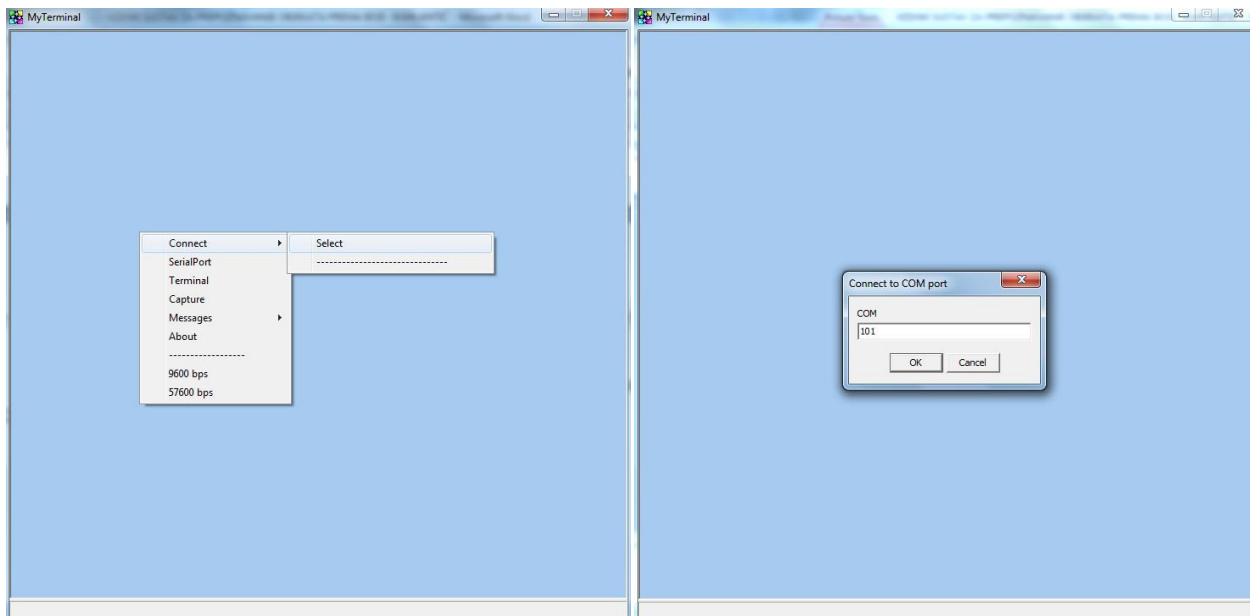 MyTerminal
Connect
Select
------------------------------
SerialPort
Terminal
Capture
Messages
About
-----------------
9600 bps
57600 bps
MyTerminal
Connect to COM port
COM
101
OK
Cancel